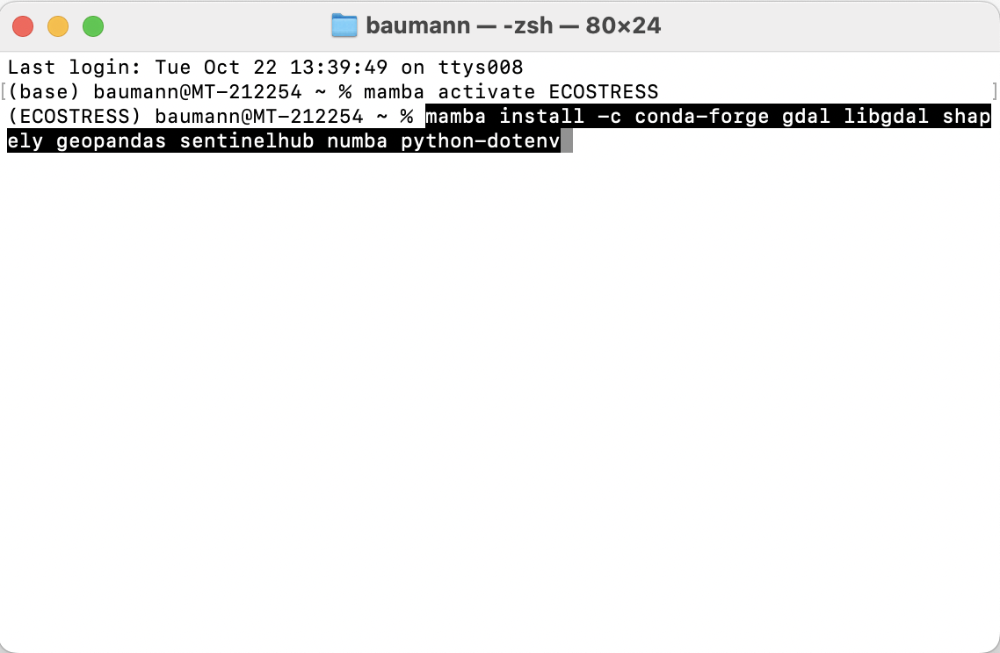 baumann — -zsh — 80×24
Last login: Tue Oct 22 13:39:49 on ttys008
[(base) baumann@MT-212254 ~ % mamba activate ECOSTRESS ]
(ECOSTRESS) baumann@MT-212254 ~ % mamba install -c conda-forge gdal libgdal shap
ely geopandas sentinelhub numba python-dotenv